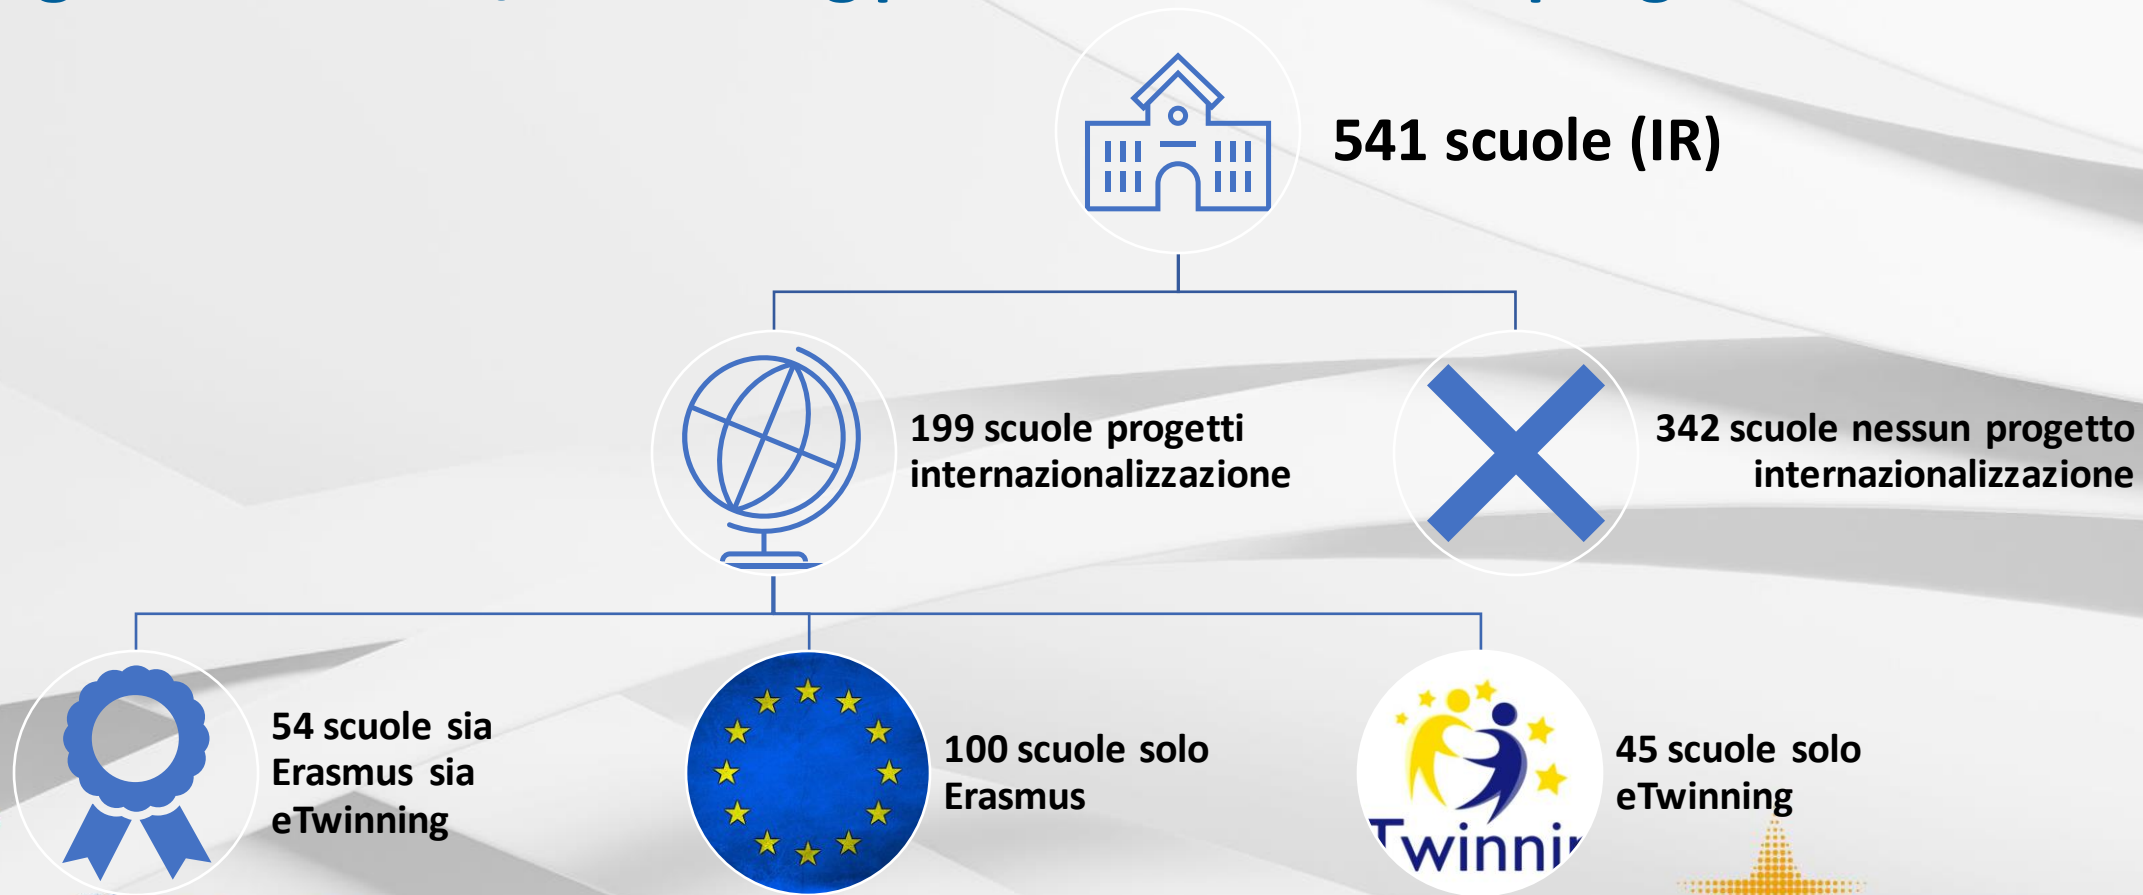 541 scuole (IR)
199 scuole progetti
internazionalizzazione
342 scuole nessun progetto
internazionalizzazione
54 scuole sia
Erasmus sia
eTwinning
100 scuole solo
Erasmus
45 scuole solo
eTwinning